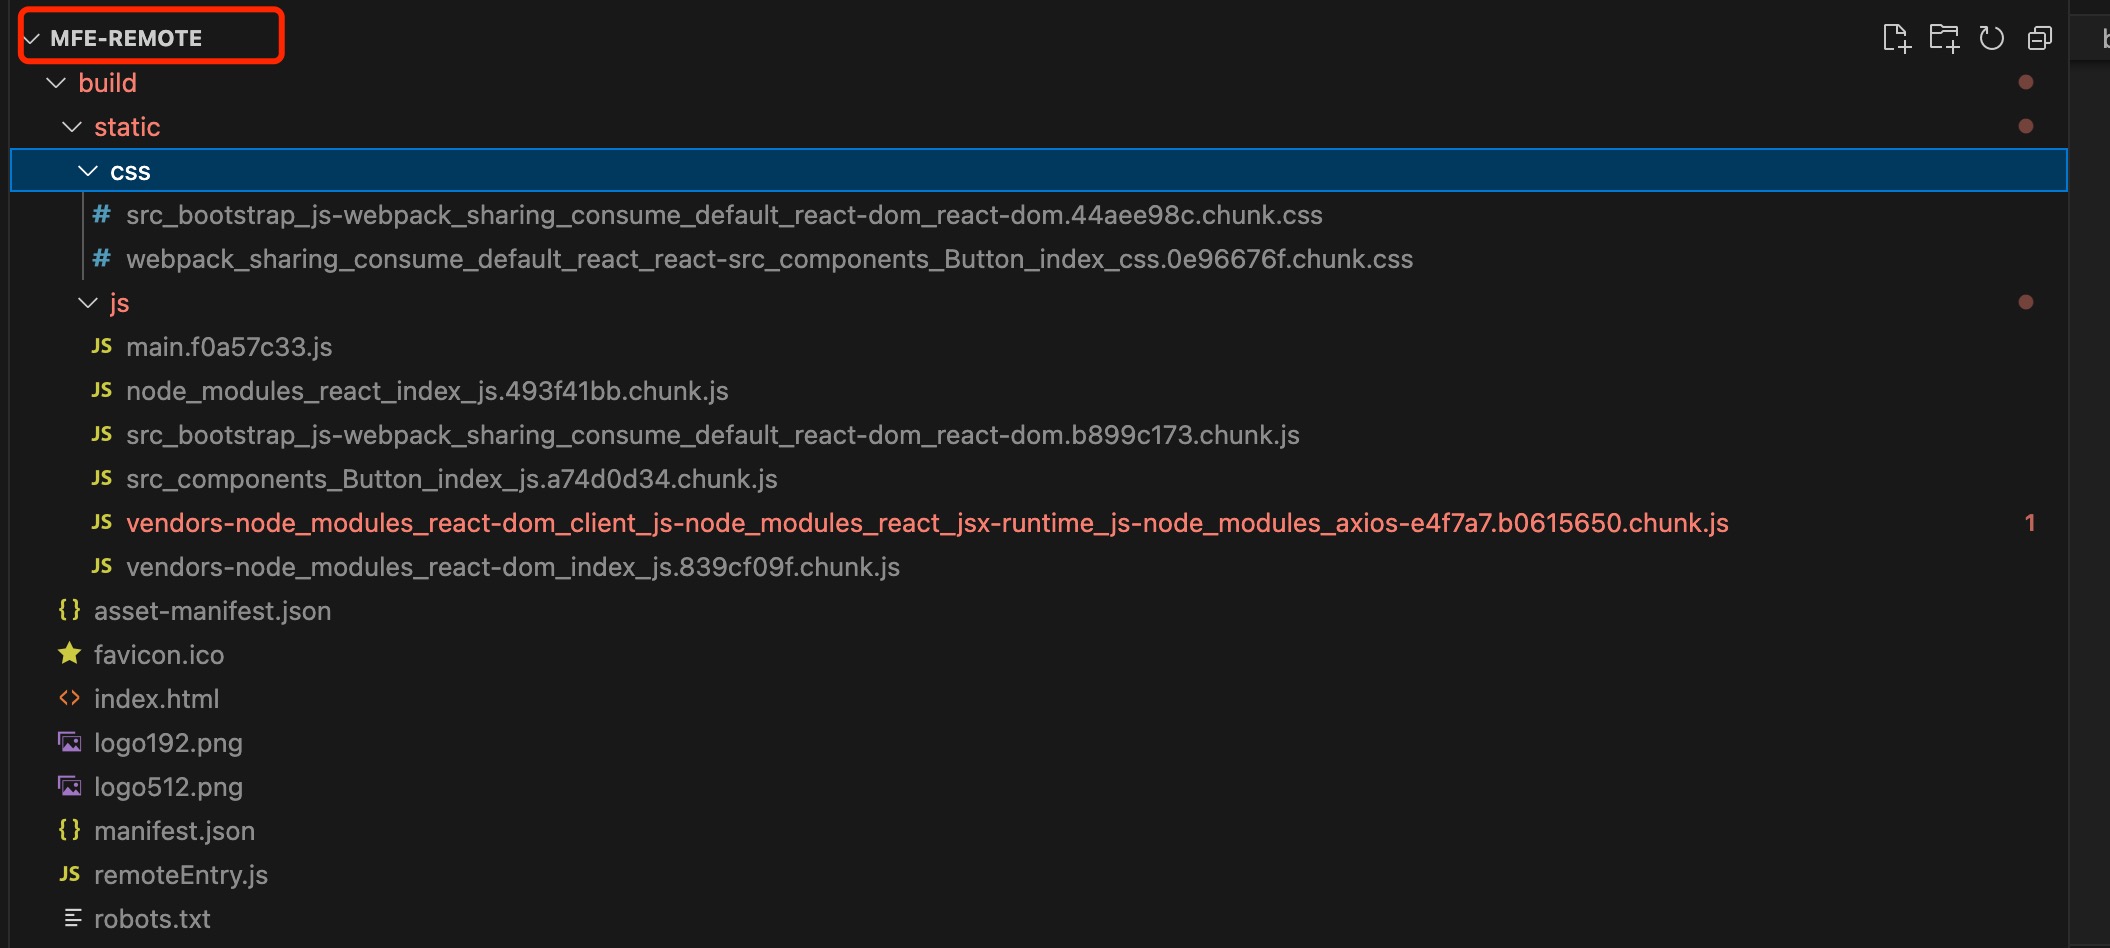 MFE-REMOTE
build
static
css
# src_bootstrap_js-webpack_sharing_consume_default_react-dom_react-dom.44aee98c.chunk.css
# webpack_sharing_consume_default_react_react-src_components_Button_index_css.0e96676f.chunk.css
js
JS main.f0a57c33.js
JS node_modules_react_index_js.493f41bb.chunk.js
JS src_bootstrap_js-webpack_sharing_consume_default_react-dom_react-dom.b899c173.chunk.js
JS src_components_Button_index_js.a74d0d34.chunk.js
JS vendors-node_modules_react-dom_client_js-node_modules_react_jsx-runtime_js-node_modules_axios-e4f7a7.b0615650.chunk.js 1
JS vendors-node_modules_react-dom_index_js.839cf09f.chunk.js
{} asset-manifest.json
favicon.ico
<> index.html
logo192.png
logo512.png
{} manifest.json
JS remoteEntry.js
robots.txt